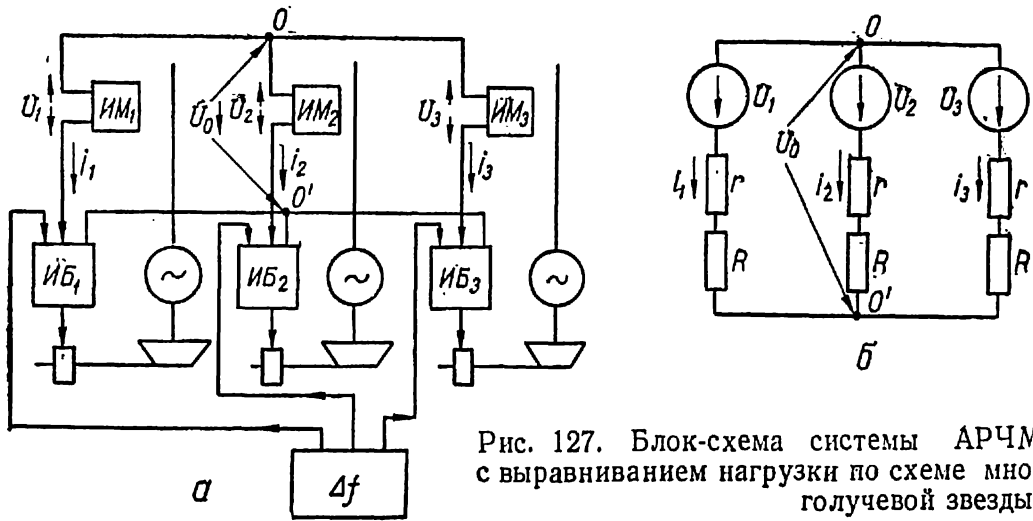 O
O
U₁
ИМ₁
U₀
U₂
ИМ₂
U₃
ИМ₃
U₁
U₂
U₃
i₁
i₂
i₃
U₀
O'
I₁
r
i₂
r
i₃
r
ИБ₁
ИБ₂
ИБ₃
R
R
R
~
~
~
O'
б
а
Δf
Рис. 127. Блок-схема системы АРЧМ
с выравниванием нагрузки по схеме мно
голучевой звезды